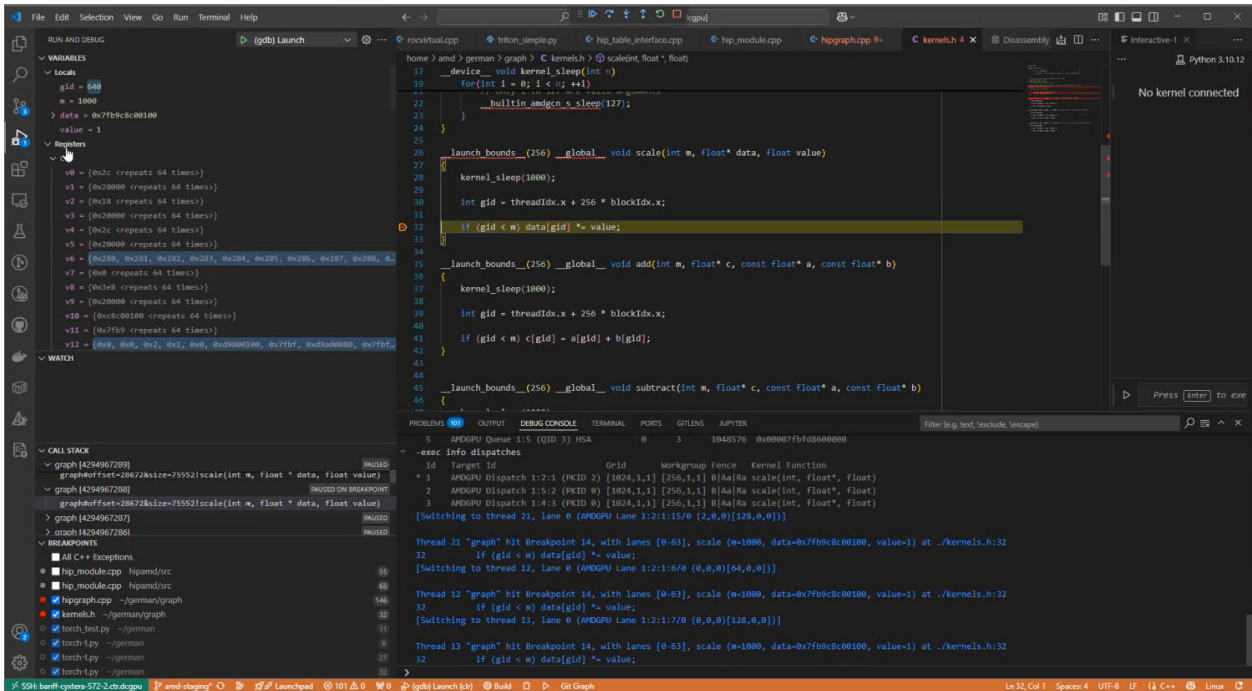 File Edit Selection View Go Run Terminal Help
cgpu]
RUN AND DEBUG
(gdb) Launch
rocvirtual.cpp
triton_simple.py
hip_table_interface.cpp
hip_module.cpp
hipgraph.cpp 9+
kernels.h 4
Disassembly
Interactive-1
home > amd > german > graph > C kernels.h > scale(int, float *, float)
Python 3.10.12
No kernel connected
VARIABLES
Locals
gid = 640
m = 1000
data = 0x7fb9c8c00100
value = 1
Registers
v0 = {0x2c <repeats 64 times>}
v1 = {0x20000 <repeats 64 times>}
v2 = {0x18 <repeats 64 times>}
v3 = {0x20000 <repeats 64 times>}
v4 = {0x2c <repeats 64 times>}
v5 = {0x20000 <repeats 64 times>}
v6 = {0x280, 0x281, 0x282, 0x283, 0x284, 0x285, 0x286, 0x287, 0x288, 0…
v7 = {0x0 <repeats 64 times>}
v8 = {0x3e8 <repeats 64 times>}
v9 = {0x20000 <repeats 64 times>}
v10 = {0xc8c00100 <repeats 64 times>}
v11 = {0x7fb9 <repeats 64 times>}
v12 = {0x0, 0x0, 0x2, 0x2, 0x0, 0xd9800100, 0x7fbf, 0xd9a00080, 0x7fbf…
WATCH
17 __device__ void kernel_sleep(int n)
19 for(int i = 0; i < n; ++i)
21 // only 1 to 127 are valid arguments
22 __builtin_amdgcn_s_sleep(127);
23 }
24 }
25
26 __launch_bounds__(256) __global__ void scale(int m, float* data, float value)
27 {
28 kernel_sleep(1000);
29
30 int gid = threadIdx.x + 256 * blockIdx.x;
31
32 if (gid < m) data[gid] *= value;
33 }
34
35 __launch_bounds__(256) __global__ void add(int m, float* c, const float* a, const float* b)
36 {
37 kernel_sleep(1000);
38
39 int gid = threadIdx.x + 256 * blockIdx.x;
40
41 if (gid < m) c[gid] = a[gid] + b[gid];
42 }
43
44
45 __launch_bounds__(256) __global__ void subtract(int m, float* c, const float* a, const float* b)
46 {
Press Enter to exe
CALL STACK
graph [4294967289] PAUSED
graph#offset=28672&size=75552!scale(int m, float * data, float value)
graph [4294967288] PAUSED ON BREAKPOINT
graph#offset=28672&size=75552!scale(int m, float * data, float value)
graph [4294967287] PAUSED
graph [4294967286] PAUSED
BREAKPOINTS
All C++ Exceptions
hip_module.cpp hipamd/src 55
hip_module.cpp hipamd/src 68
hipgraph.cpp ~/german/graph 146
kernels.h ~/german/graph 32
torch_test.py ~/german 11
torch-t.py ~/german 6
torch-t.py ~/german 21
torch-t.py ~/german 32
PROBLEMS 101 OUTPUT DEBUG CONSOLE TERMINAL PORTS GITLENS JUPYTER
Filter (e.g. text, !exclude, \escape)
5 AMDGPU Queue 1:5 (QID 3) HSA 0 3 1048576 0x00007fbfd8600000
-exec info dispatches
Id Target Id Grid Workgroup Fence Kernel Function
* 1 AMDGPU Dispatch 1:2:1 (PKID 2) [1024,1,1] [256,1,1] B|Aa|Ra scale(int, float*, float)
2 AMDGPU Dispatch 1:5:2 (PKID 0) [1024,1,1] [256,1,1] B|Aa|Ra scale(int, float*, float)
3 AMDGPU Dispatch 1:4:3 (PKID 0) [1024,1,1] [256,1,1] B|Aa|Ra scale(int, float*, float)
[Switching to thread 21, lane 0 (AMDGPU Lane 1:2:1:15/0 (2,0,0)[128,0,0])]
Thread 21 "graph" hit Breakpoint 14, with lanes [0-63], scale (m=1000, data=0x7fb9c8c00100, value=1) at ./kernels.h:32
32 if (gid < m) data[gid] *= value;
[Switching to thread 12, lane 0 (AMDGPU Lane 1:2:1:6/0 (0,0,0)[64,0,0])]
Thread 12 "graph" hit Breakpoint 14, with lanes [0-63], scale (m=1000, data=0x7fb9c8c00100, value=1) at ./kernels.h:32
32 if (gid < m) data[gid] *= value;
[Switching to thread 13, lane 0 (AMDGPU Lane 1:2:1:7/0 (0,0,0)[128,0,0])]
Thread 13 "graph" hit Breakpoint 14, with lanes [0-63], scale (m=1000, data=0x7fb9c8c00100, value=1) at ./kernels.h:32
32 if (gid < m) data[gid] *= value;
SSH: banff-cyxtera-S72-2.ctr.dcgpu amd-staging* Launchpad 101 0 0 (gdb) Launch (clr) Build Git Graph
Ln 32, Col 1 Spaces: 4 UTF-8 LF C++ Linux